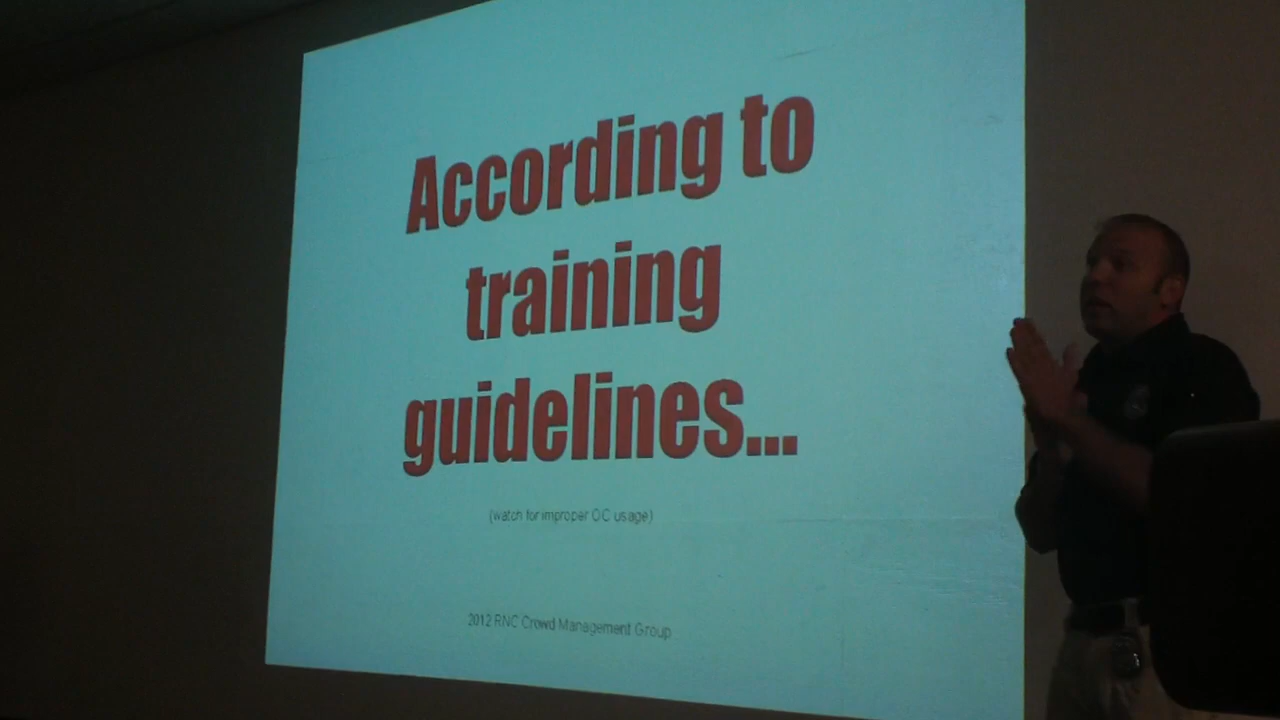 According to
training
guidelines...
(watch for improper OC usage)
2012 RNC Crowd Management Group